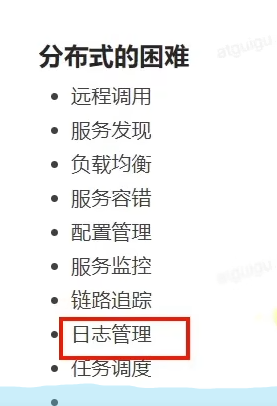 分布式的困难
atguigu
远程调用
服务发现
负载均衡
服务容错
配置管理
服务监控
atguigu
链路追踪
日志管理
任务调度